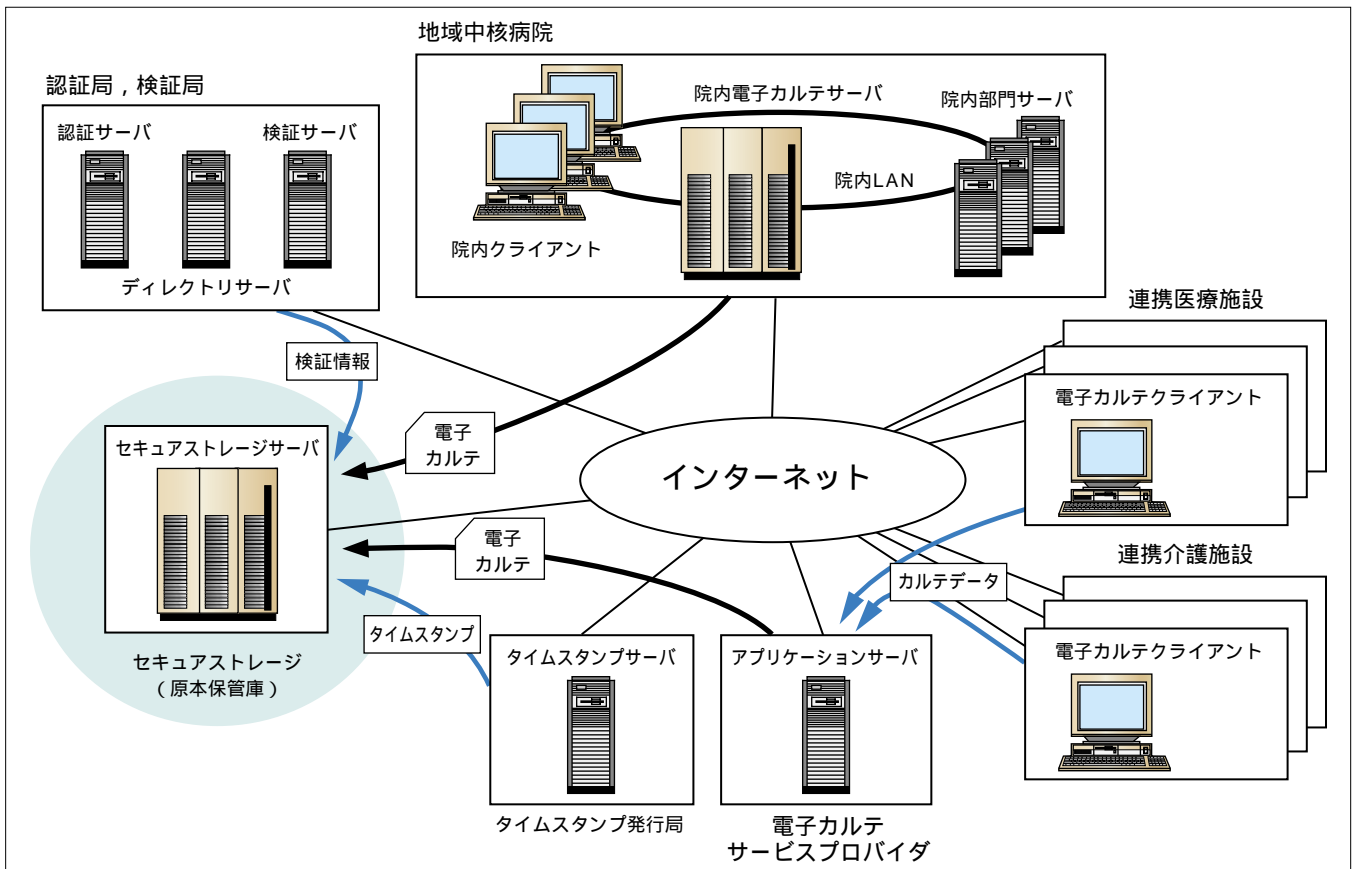 地域中核病院
認証局，検証局
院内電子カルテサーバ
院内部門サーバ
認証サーバ
検証サーバ
院内LAN
院内クライアント
ディレクトリサーバ
連携医療施設
検証情報
電子カルテクライアント
電子
カルテ
セキュアストレージサーバ
インターネット
電子
カルテ
連携介護施設
カルテデータ
タイムスタンプ
タイムスタンプサーバ
アプリケーションサーバ
電子カルテクライアント
セキュアストレージ
（原本保管庫）
タイムスタンプ発行局
電子カルテ
サービスプロバイダ